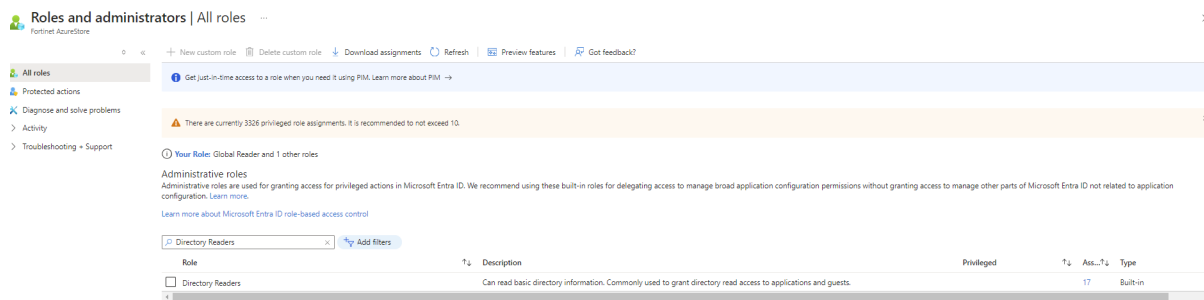 Roles and administrators | All roles ...
Fortinet AzureStore
New custom role Delete custom role Download assignments Refresh Preview features Got feedback?
All roles
Protected actions
Diagnose and solve problems
Activity
Troubleshooting + Support
Get just-in-time access to a role when you need it using PIM. Learn more about PIM →
There are currently 3326 privileged role assignments. It is recommended to not exceed 10.
Your Role: Global Reader and 1 other roles
Administrative roles
Administrative roles are used for granting access for privileged actions in Microsoft Entra ID. We recommend using these built-in roles for delegating access to manage broad application configuration permissions without granting access to manage other parts of Microsoft Entra ID not related to application
configuration. Learn more.
Learn more about Microsoft Entra ID role-based access control
Directory Readers Add filters
Role Description Privileged Ass... Type
Directory Readers Can read basic directory information. Commonly used to grant directory read access to applications and guests. 17 Built-in